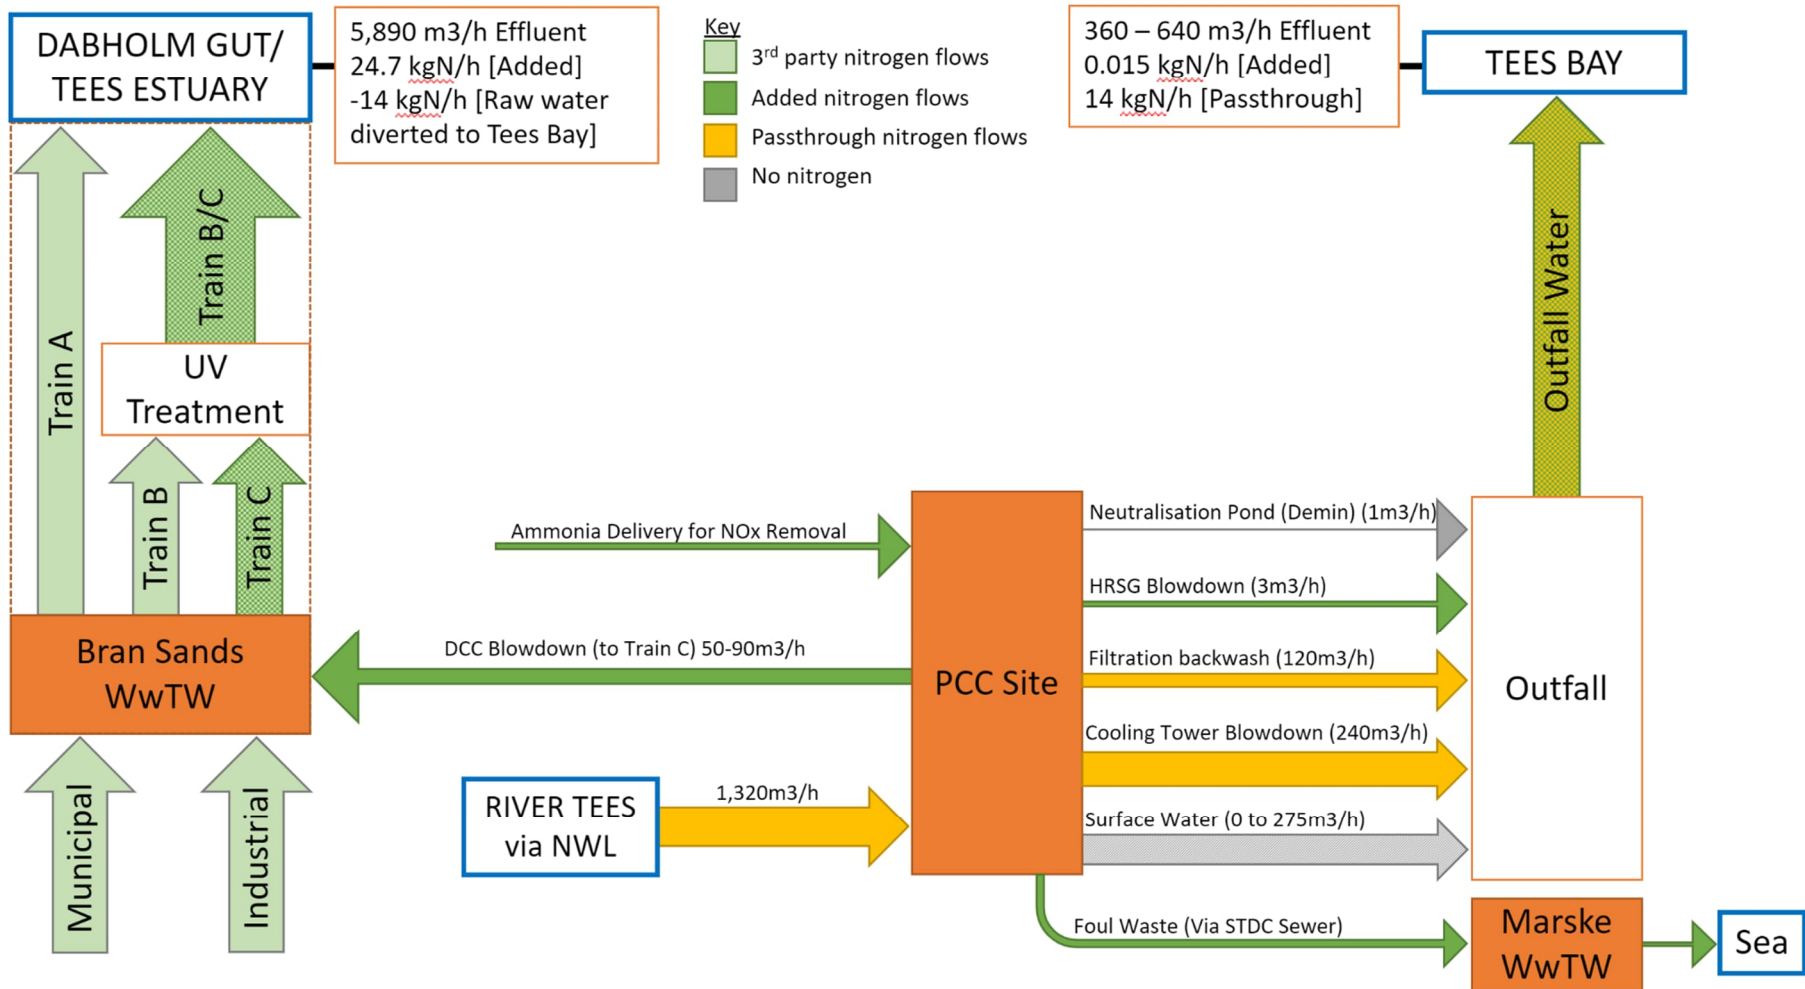 DABHOLM GUT/
TEES ESTUARY
5,890 m3/h Effluent
24.7 kgN/h [Added]
-14 kgN/h [Raw water
diverted to Tees Bay]
Key
3rd party nitrogen flows
Added nitrogen flows
Passthrough nitrogen flows
No nitrogen
360 – 640 m3/h Effluent
0.015 kgN/h [Added]
14 kgN/h [Passthrough]
TEES BAY
Train A
Train B/C
UV
Treatment
Train B
Train C
Bran Sands
WwTW
Municipal
Industrial
Ammonia Delivery for NOx Removal
DCC Blowdown (to Train C) 50-90m3/h
RIVER TEES
via NWL
1,320m3/h
PCC Site
Neutralisation Pond (Demin) (1m3/h)
HRSG Blowdown (3m3/h)
Filtration backwash (120m3/h)
Cooling Tower Blowdown (240m3/h)
Surface Water (0 to 275m3/h)
Foul Waste (Via STDC Sewer)
Outfall Water
Outfall
Marske
WwTW
Sea